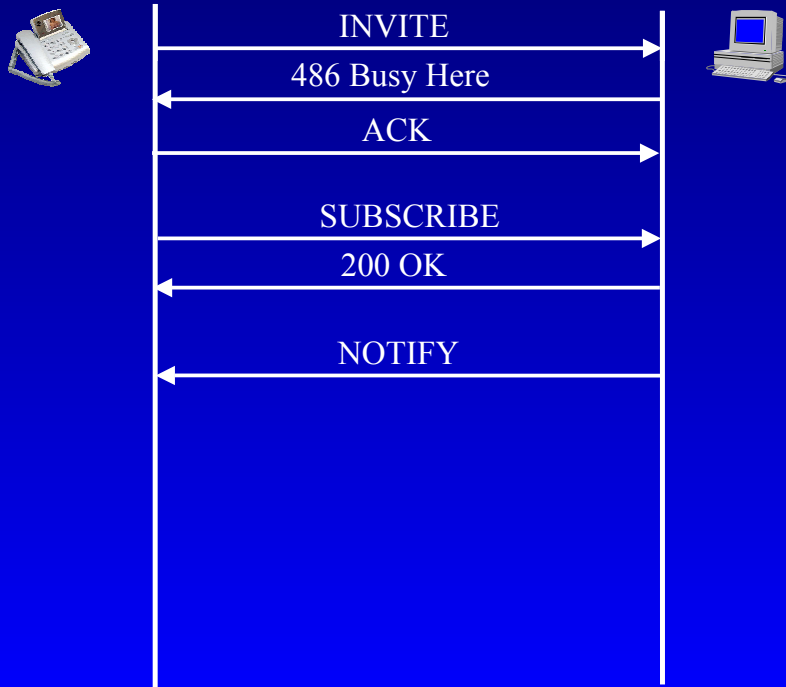 INVITE
486 Busy Here
ACK
SUBSCRIBE
200 OK
NOTIFY